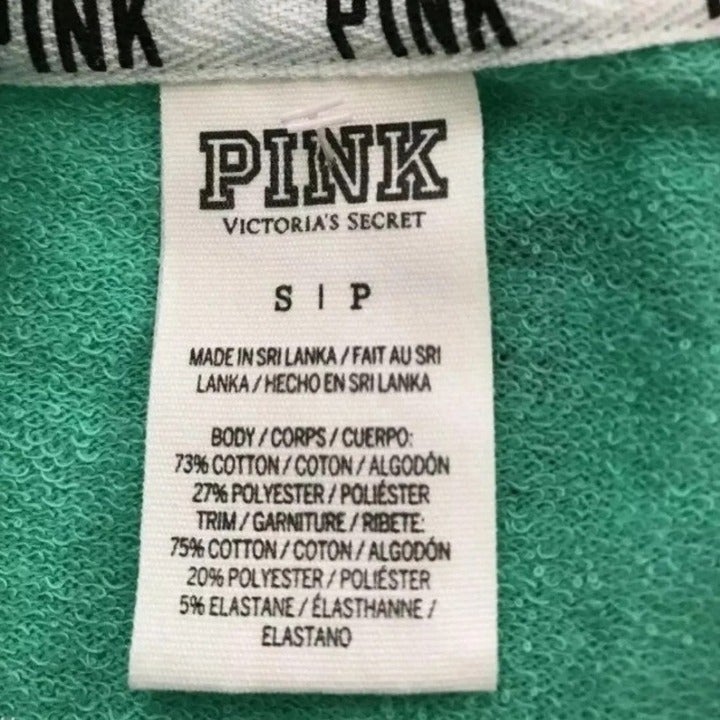 PINK PINK
PINK
VICTORIA'S SECRET
S | P
MADE IN SRI LANKA / FAIT AU SRI
LANKA / HECHO EN SRI LANKA
BODY / CORPS / CUERPO:
73% COTTON / COTON / ALGODÓN
27% POLYESTER / POLIÉSTER
TRIM / GARNITURE / RIBETE:
75% COTTON / COTON / ALGODÓN
20% POLYESTER / POLIÉSTER
5% ELASTANE / ÉLASTHANNE /
ELASTANO